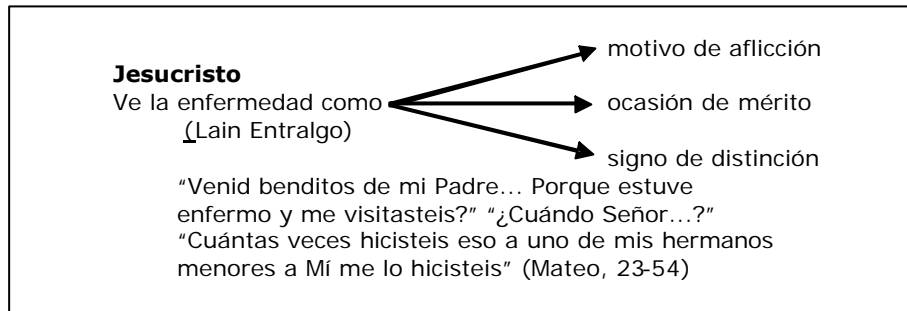 motivo de aflicción
Jesucristo
Ve la enfermedad como
ocasión de mérito
(Lain Entralgo)
signo de distinción
“Venid benditos de mi Padre... Porque estuve
enfermo y me visitasteis?” “¿Cuándo Señor...?”
“Cuántas veces hicisteis eso a uno de mis hermanos
menores a Mí me lo hicisteis” (Mateo, 23-54)